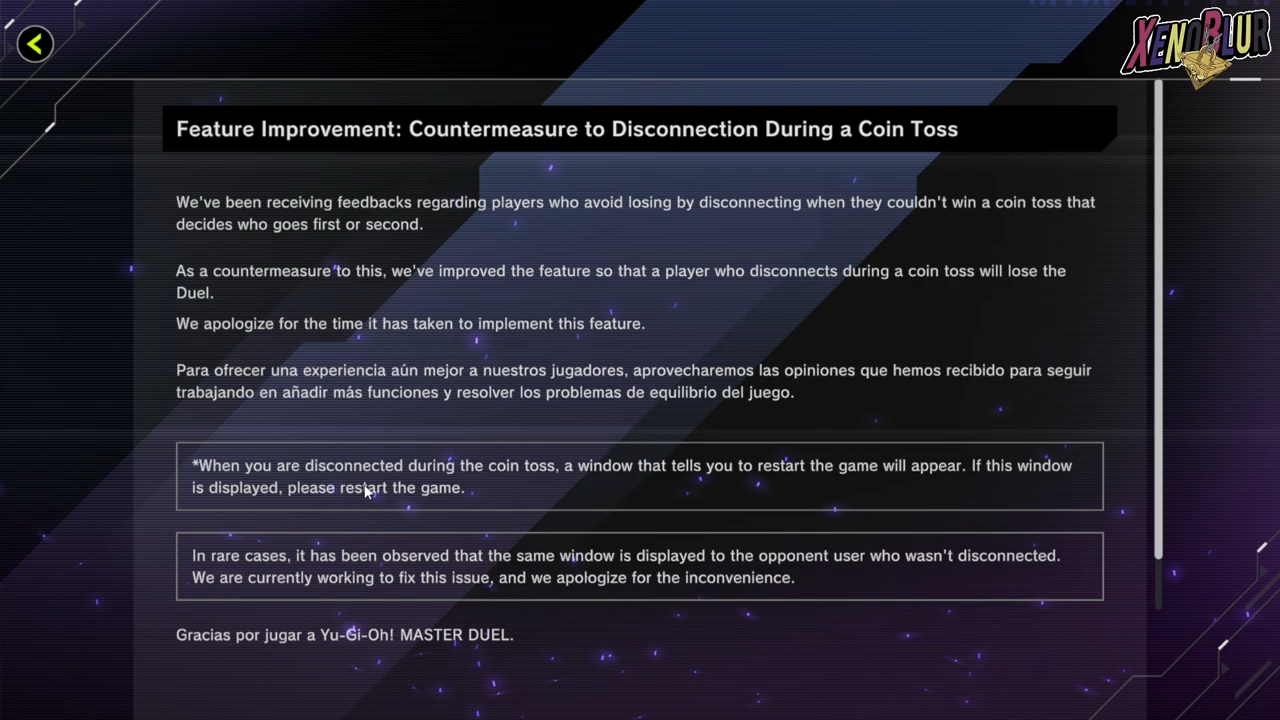 XENOBLUR
Feature Improvement: Countermeasure to Disconnection During a Coin Toss
We've been receiving feedbacks regarding players who avoid losing by disconnecting when they couldn't win a coin toss that
decides who goes first or second.
As a countermeasure to this, we've improved the feature so that a player who disconnects during a coin toss will lose the
Duel.
We apologize for the time it has taken to implement this feature.
Para ofrecer una experiencia aún mejor a nuestros jugadores, aprovecharemos las opiniones que hemos recibido para seguir
trabajando en añadir más funciones y resolver los problemas de equilibrio del juego.
*When you are disconnected during the coin toss, a window that tells you to restart the game will appear. If this window
is displayed, please restart the game.
In rare cases, it has been observed that the same window is displayed to the opponent user who wasn't disconnected.
We are currently working to fix this issue, and we apologize for the inconvenience.
Gracias por jugar a Yu-Gi-Oh! MASTER DUEL.